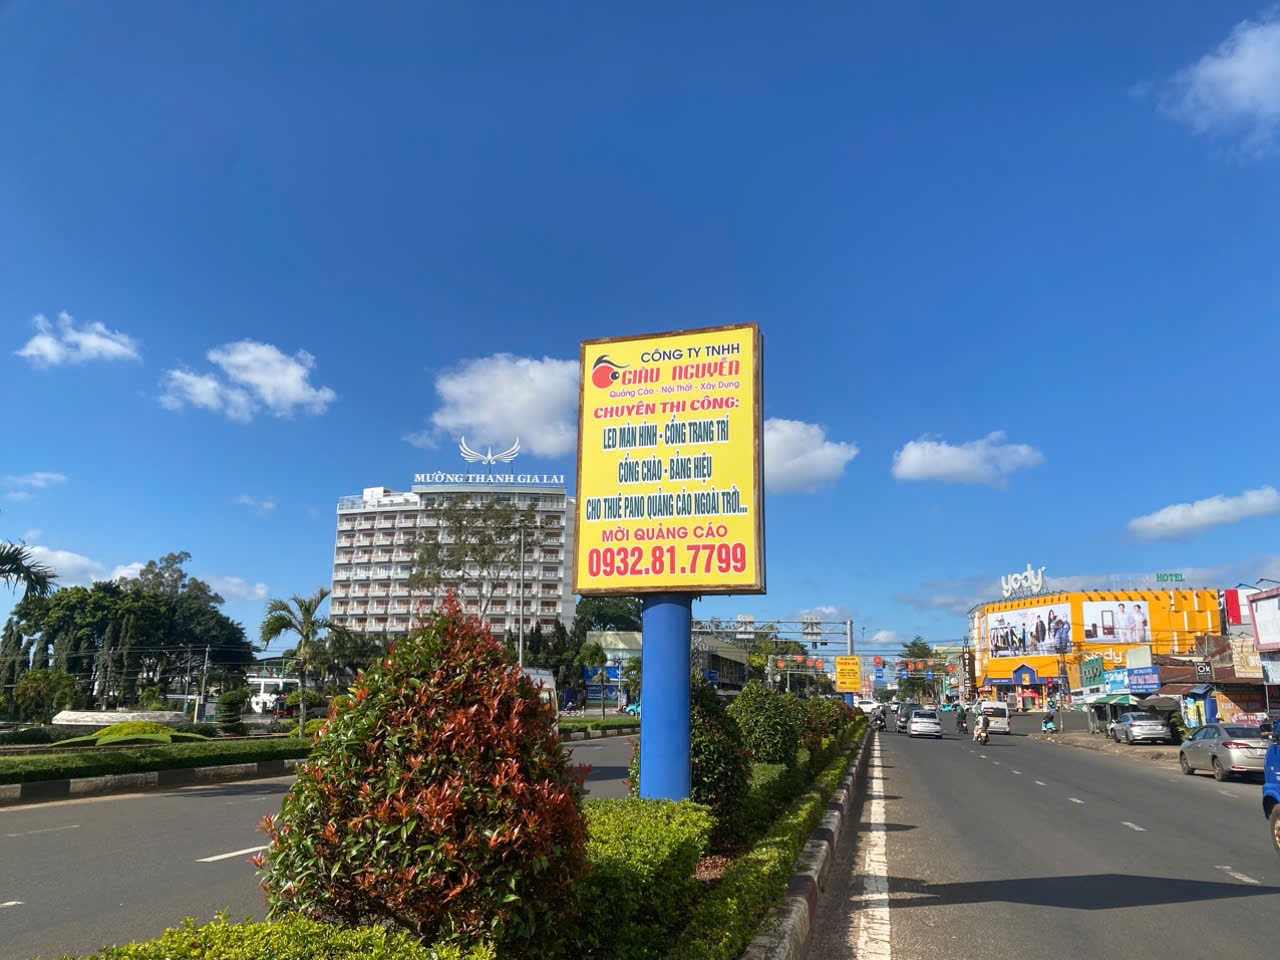 CÔNG TY TNHH
GIÀU NGUYỄN
Quảng Cáo - Nội Thất - Xây Dựng
CHUYÊN THI CÔNG:
LED MÀN HÌNH - CỔNG TRANG TRÍ
CỔNG CHÀO - BẢNG HIỆU
CHO THUÊ PANO QUẢNG CÁO NGOÀI TRỜI...
MỜI QUẢNG CÁO
0932.81.7799
MƯỜNG THANH GIA LAI
yody
HOTEL
yody
Ok